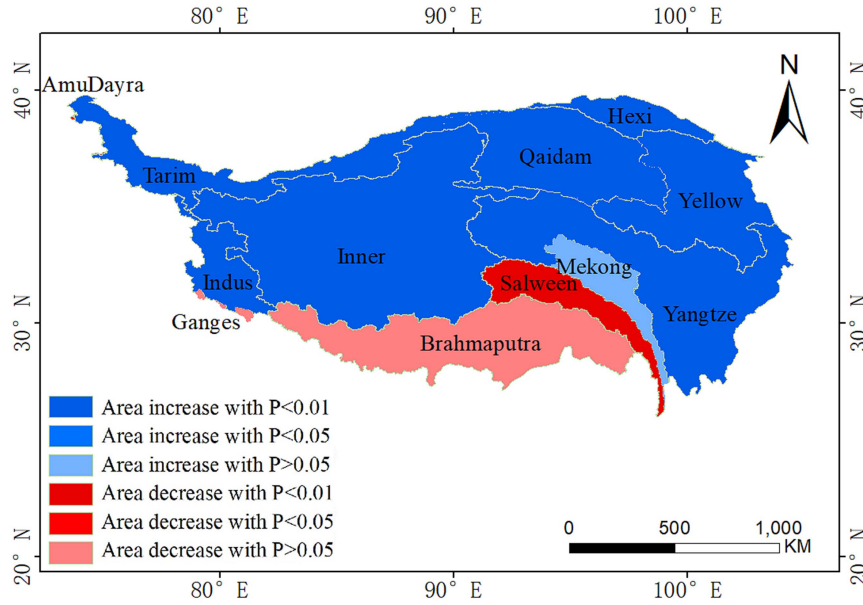 80° E 90° E 100° E
N
40° N
40° N
AmuDayra
Hexi
Qaidam
Tarim
Yellow
Inner
Mekong
Salween
Indus
Yangtze
30° N
30° N
Ganges
Brahmaputra
Area increase with P<0.01
Area increase with P<0.05
Area increase with P>0.05
Area decrease with P<0.01
Area decrease with P<0.05
Area decrease with P>0.05
0 500 1,000
KM
20° N
20° N
80° E 90° E 100° E